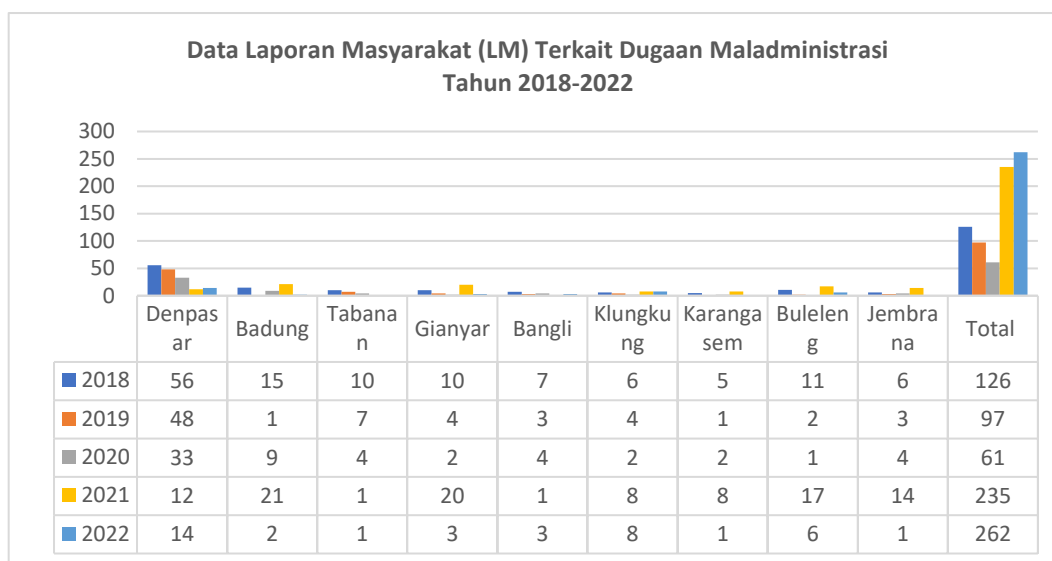 Data Laporan Masyarakat (LM) Terkait Dugaan Maladministrasi
Tahun 2018-2022
300
250
200
150
100
50
0
Denpas
ar
Badung
Tabana
n
Gianyar
Bangli
Klungku
ng
Karanga
sem
Bulelen
g
Jembra
na
Total
2018 56 15 10 10 7 6 5 11 6 126
2019 48 1 7 4 3 4 1 2 3 97
2020 33 9 4 2 4 2 2 1 4 61
2021 12 21 1 20 1 8 8 17 14 235
2022 14 2 1 3 3 8 1 6 1 262